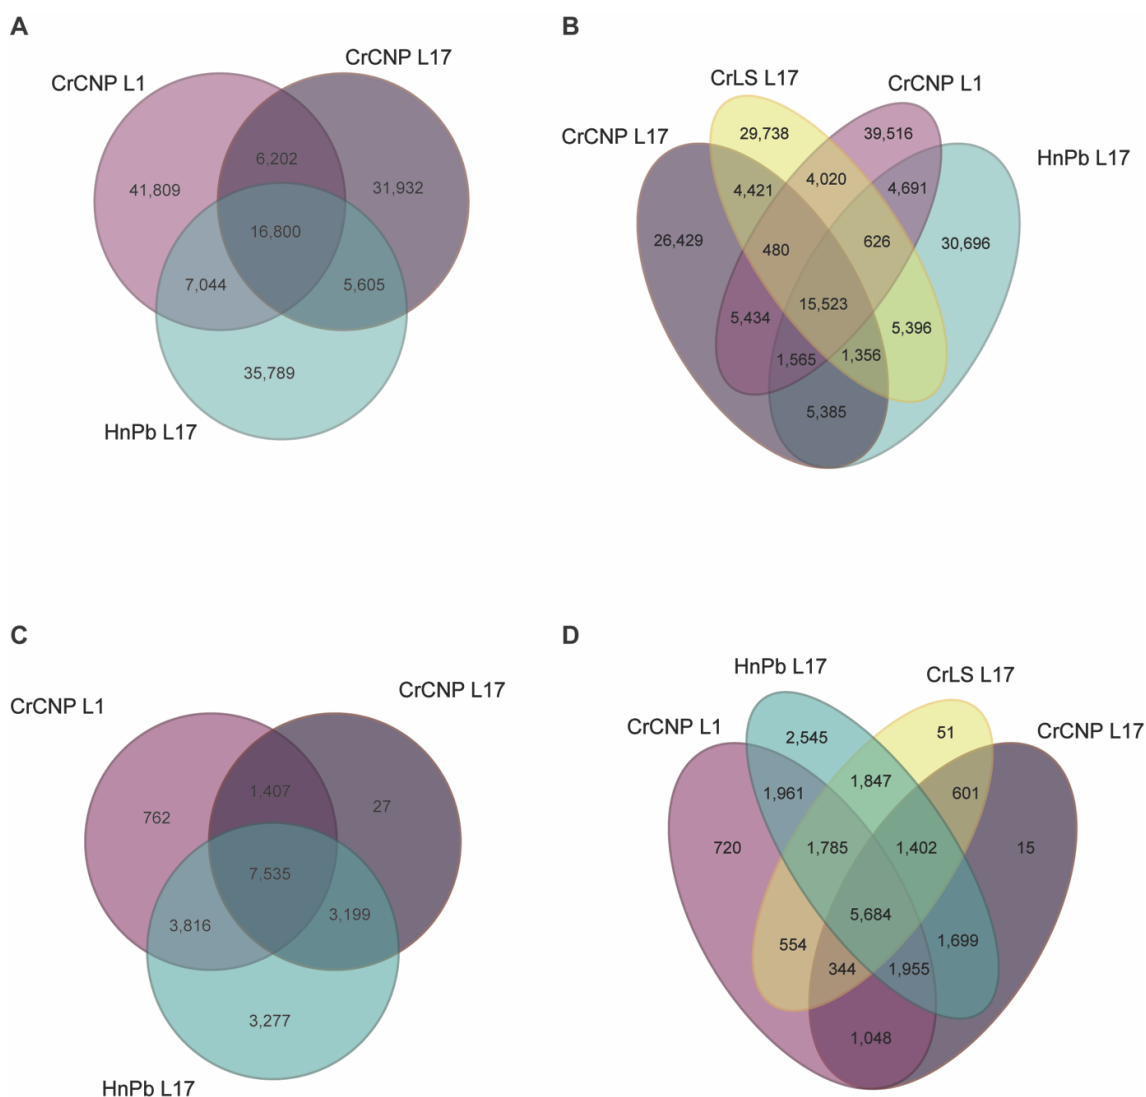 A
CrCNP L1
CrCNP L17
6,202
41,809
31,932
16,800
7,044
5,605
35,789
HnPb L17
B
CrLS L17
CrCNP L1
CrCNP L17
HnPb L17
29,738
39,516
4,421
4,020
4,691
26,429
480
626
30,696
15,523
5,434
5,396
1,565
1,356
5,385
C
CrCNP L1
CrCNP L17
1,407
762
27
7,535
3,816
3,199
3,277
HnPb L17
D
HnPb L17
CrLS L17
CrCNP L1
CrCNP L17
2,545
51
1,961
1,847
601
720
1,785
1,402
15
5,684
554
344
1,955
1,699
1,048